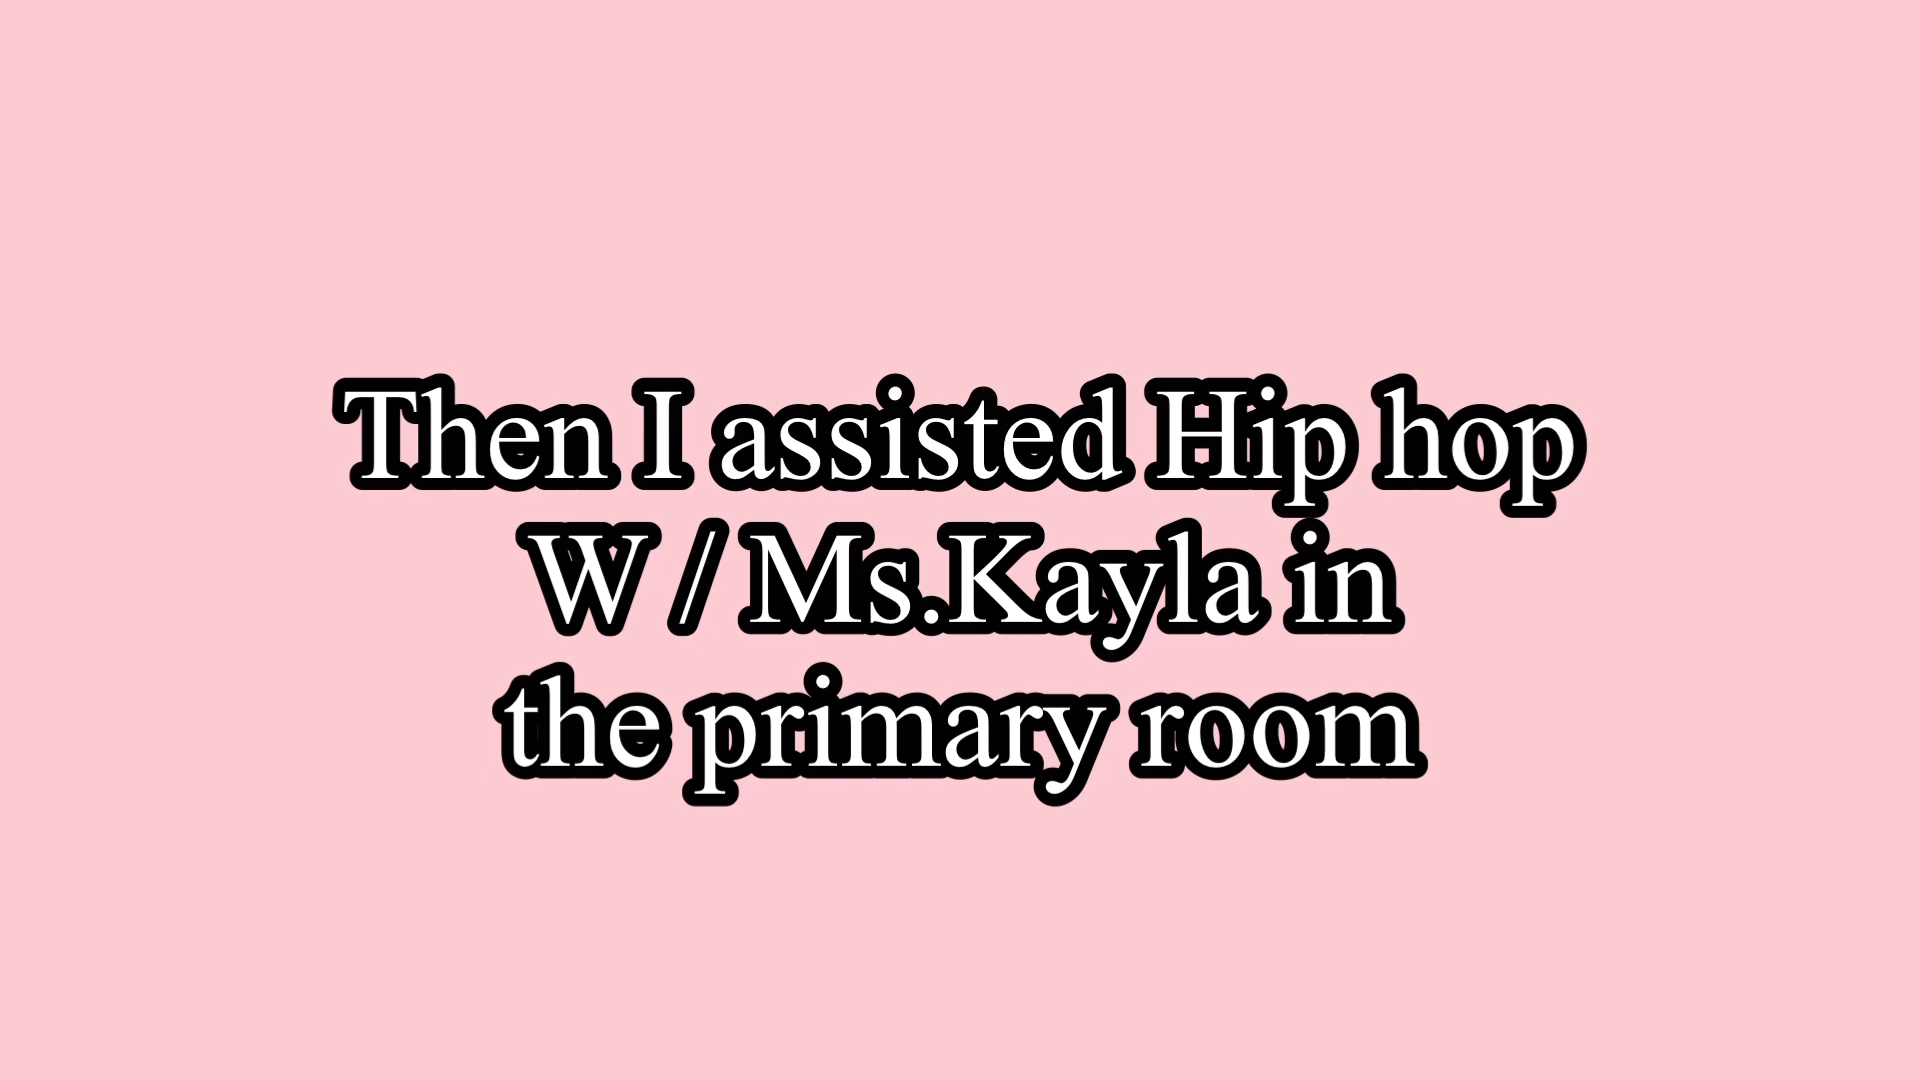 Then I assisted Hip hop
W / Ms.Kayla in
the primary room